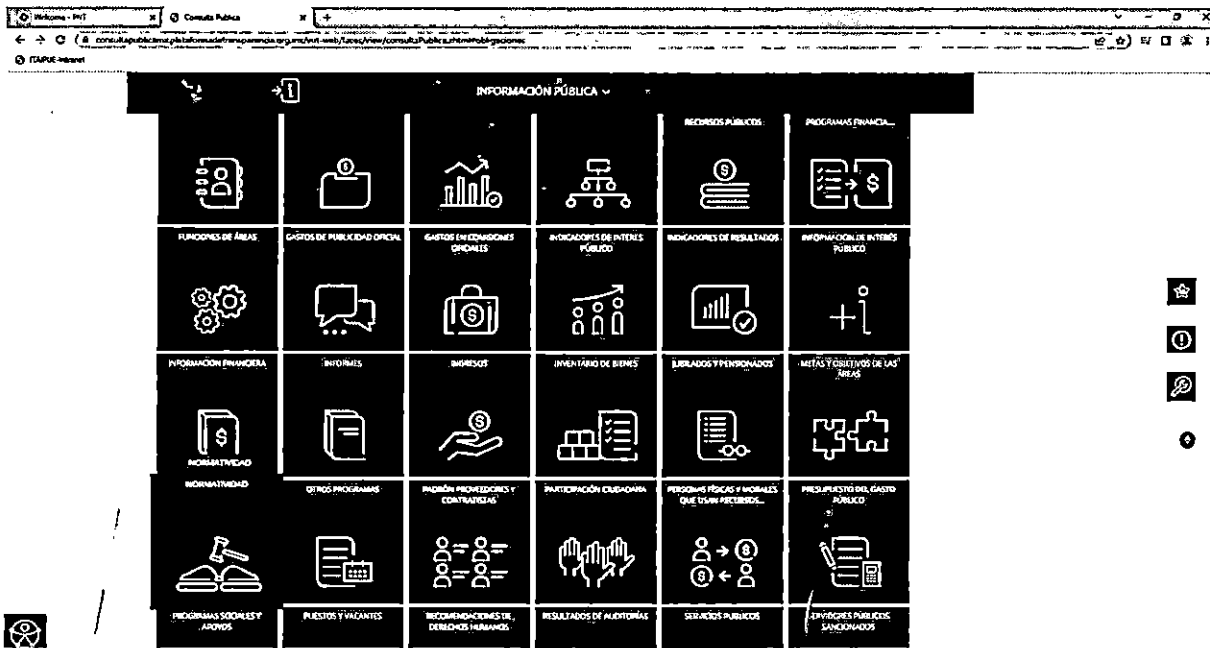 Welcome - PNT
Consulta Publica
ITAIPUE-Intranet
INFORMACIÓN PÚBLICA
RECURSOS PÚBLICOS
PROGRAMAS FINANCIA...
FUNCIONES DE ÁREAS
GASTOS DE PUBLICIDAD OFICIAL
GASTOS EN COMISIONES
OFICIALES
INDICADORES DE INTERÉS
PÚBLICO
INDICADORES DE RESULTADOS
INFORMACIÓN DE INTERÉS
PÚBLICO
INFORMACIÓN FINANCIERA
INFORMES
INGRESOS
INVENTARIO DE BIENES
JUBILADOS Y PENSIONADOS
METAS Y OBJETIVOS DE LAS
ÁREAS
NORMATIVIDAD
NORMATIVIDAD
OTROS PROGRAMAS
PADRÓN PROVEEDORES Y
CONTRATISTAS
PARTICIPACIÓN CIUDADANA
PERSONAS FÍSICAS Y MORALES
QUE USAN RECURSOS...
PRESUPUESTO DEL GASTO
PÚBLICO
PROGRAMAS SOCIALES Y
APOYOS
PUESTOS Y VACANTES
RECOMENDACIONES DE
DERECHOS HUMANOS
RESULTADOS DE AUDITORÍAS
SERVICIOS PÚBLICOS
SERVIDORES PÚBLICOS
SANCIONADOS